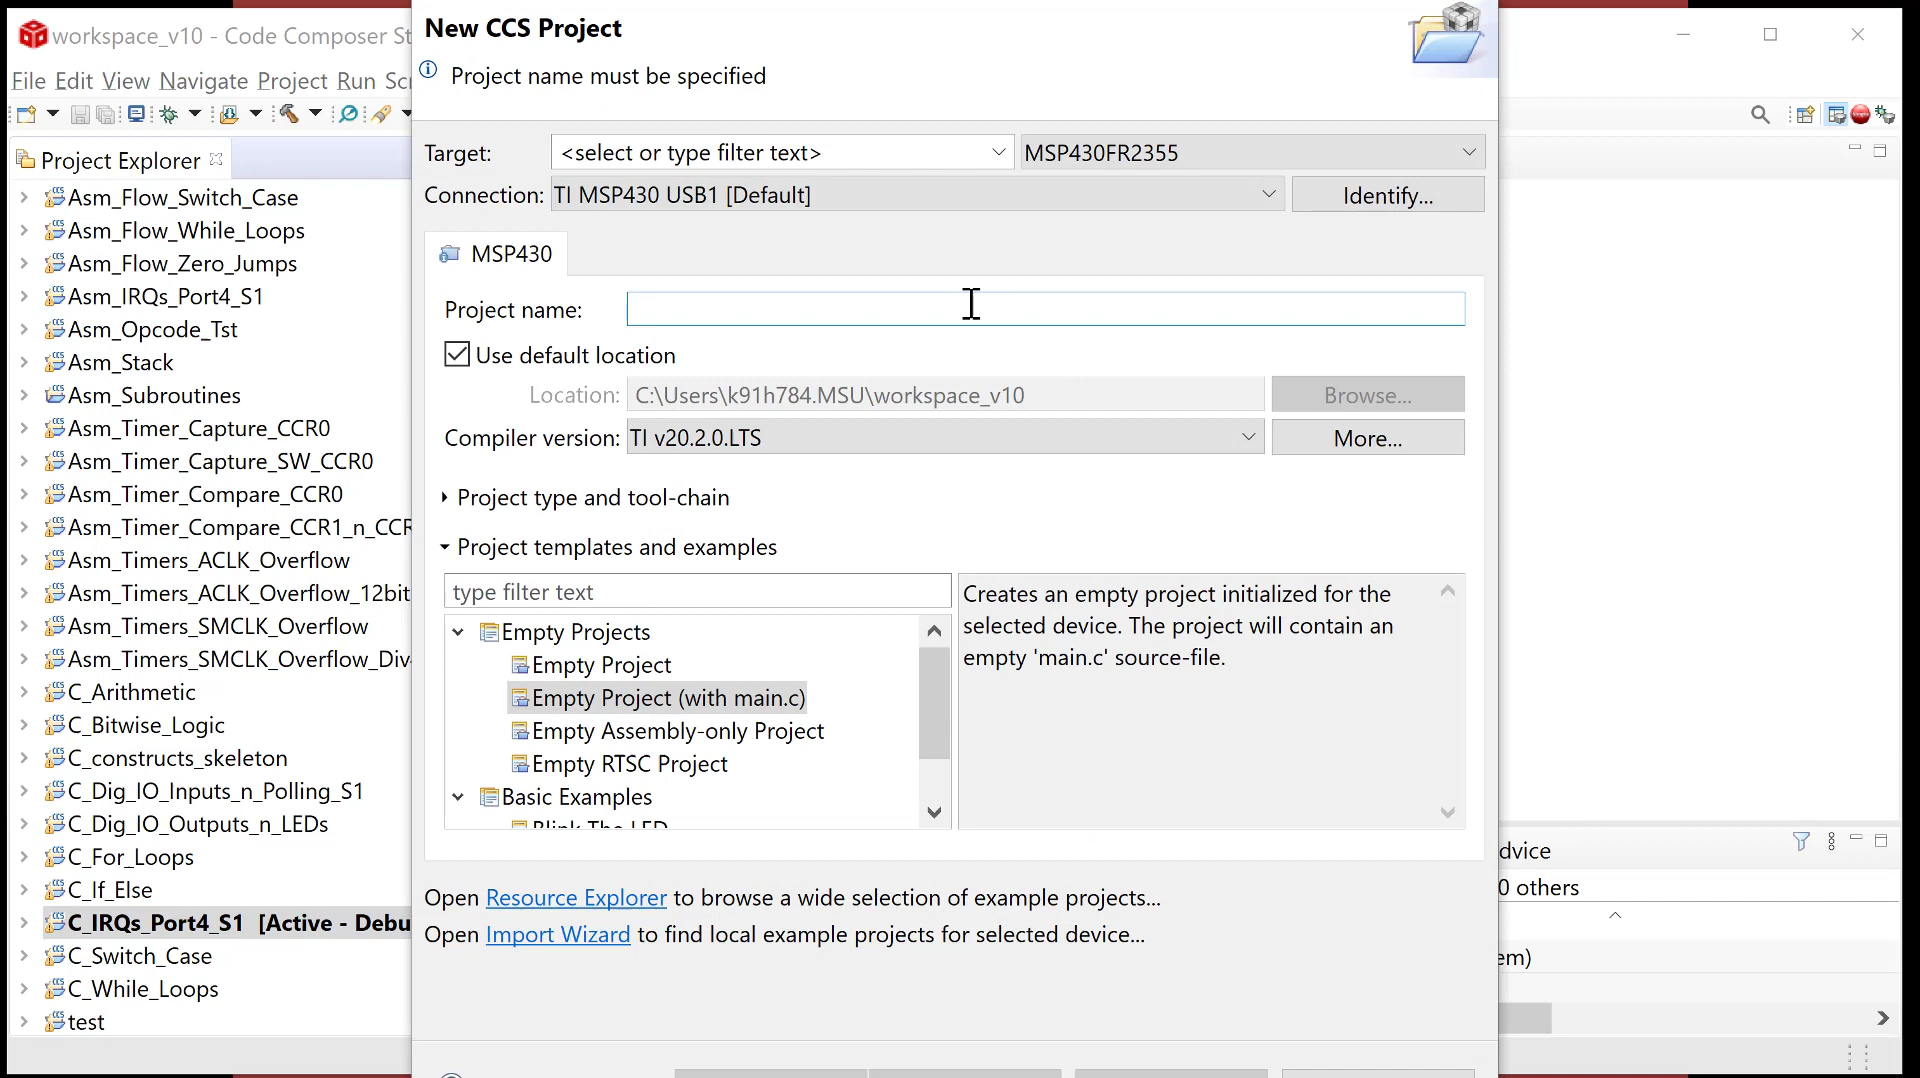 workspace_v10 - Code Composer St
File Edit View Navigate Project Run Sc
Project Explorer
Asm_Flow_Switch_Case
Asm_Flow_While_Loops
Asm_Flow_Zero_Jumps
Asm_IRQs_Port4_S1
Asm_Opcode_Tst
Asm_Stack
Asm_Subroutines
Asm_Timer_Capture_CCR0
Asm_Timer_Capture_SW_CCR0
Asm_Timer_Compare_CCR0
Asm_Timer_Compare_CCR1_n_CCR
Asm_Timers_ACLK_Overflow
Asm_Timers_ACLK_Overflow_12bit
Asm_Timers_SMCLK_Overflow
Asm_Timers_SMCLK_Overflow_Div
C_Arithmetic
C_Bitwise_Logic
C_constructs_skeleton
C_Dig_IO_Inputs_n_Polling_S1
C_Dig_IO_Outputs_n_LEDs
C_For_Loops
C_If_Else
C_IRQs_Port4_S1 [Active - Debu
C_Switch_Case
C_While_Loops
test
New CCS Project
Project name must be specified
Target: <select or type filter text> MSP430FR2355
Connection: TI MSP430 USB1 [Default] Identify...
MSP430
Project name:
Use default location
Location: C:\Users\k91h784.MSU\workspace_v10 Browse...
Compiler version: TI v20.2.0.LTS More...
Project type and tool-chain
Project templates and examples
type filter text
Empty Projects
Empty Project
Empty Project (with main.c)
Empty Assembly-only Project
Empty RTSC Project
Basic Examples
Blink The LED
Creates an empty project initialized for the
selected device. The project will contain an
empty 'main.c' source-file.
Open Resource Explorer to browse a wide selection of example projects...
Open Import Wizard to find local example projects for selected device...
dvice
0 others
em)